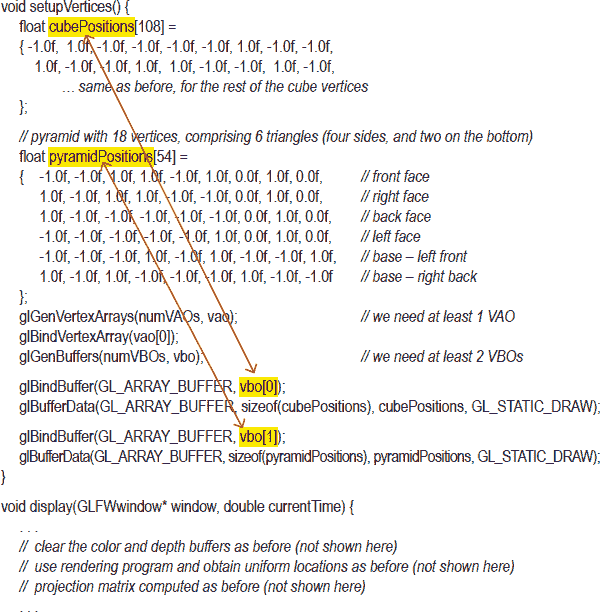 void setupVertices() {
float cubePositions[108] =
{ -1.0f, 1.0f, -1.0f, -1.0f, -1.0f, -1.0f, 1.0f, -1.0f, -1.0f,
1.0f, -1.0f, -1.0f, 1.0f, 1.0f, -1.0f, -1.0f, 1.0f, -1.0f,
… same as before, for the rest of the cube vertices
};
// pyramid with 18 vertices, comprising 6 triangles (four sides, and two on the bottom)
float pyramidPositions[54] =
{ -1.0f, -1.0f, 1.0f, 1.0f, -1.0f, 1.0f, 0.0f, 1.0f, 0.0f, // front face
1.0f, -1.0f, 1.0f, 1.0f, -1.0f, -1.0f, 0.0f, 1.0f, 0.0f, // right face
1.0f, -1.0f, -1.0f, -1.0f, -1.0f, -1.0f, 0.0f, 1.0f, 0.0f, // back face
-1.0f, -1.0f, -1.0f, -1.0f, -1.0f, 1.0f, 0.0f, 1.0f, 0.0f, // left face
-1.0f, -1.0f, -1.0f, 1.0f, -1.0f, 1.0f, -1.0f, -1.0f, 1.0f, // base – left front
1.0f, -1.0f, 1.0f, -1.0f, -1.0f, -1.0f, 1.0f, -1.0f, -1.0f // base – right back
};
glGenVertexArrays(numVAOs, vao); // we need at least 1 VAO
glBindVertexArray(vao[0]);
glGenBuffers(numVBOs, vbo); // we need at least 2 VBOs
glBindBuffer(GL_ARRAY_BUFFER, vbo[0]);
glBufferData(GL_ARRAY_BUFFER, sizeof(cubePositions), cubePositions, GL_STATIC_DRAW);
glBindBuffer(GL_ARRAY_BUFFER, vbo[1]);
glBufferData(GL_ARRAY_BUFFER, sizeof(pyramidPositions), pyramidPositions, GL_STATIC_DRAW);
}
void display(GLFWwindow* window, double currentTime) {
. . .
// clear the color and depth buffers as before (not shown here)
// use rendering program and obtain uniform locations as before (not shown here)
// projection matrix computed as before (not shown here)
. . .